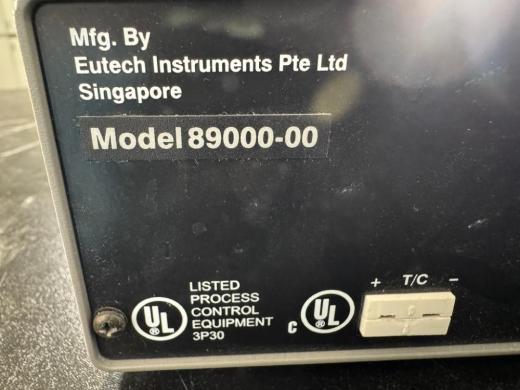 Mfg. By
Eutech Instruments Pte Ltd
Singapore
Model 89000-00
UL
LISTED
PROCESS
CONTROL
EQUIPMENT
3P30
c UL
+ T/C -